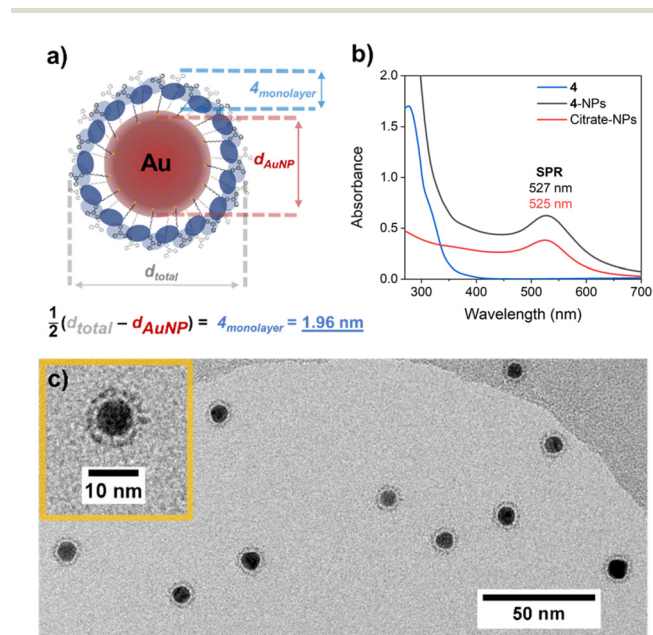 a)
4monolayer
Au
dAuNP
dtotal
1/2(dtotal – dAuNP) = 4monolayer = 1.96 nm
b)
2.0
1.5
1.0
0.5
0.0
Absorbance
4
4-NPs
Citrate-NPs
SPR
527 nm
525 nm
300 400 500 600 700
Wavelength (nm)
c)
10 nm
50 nm